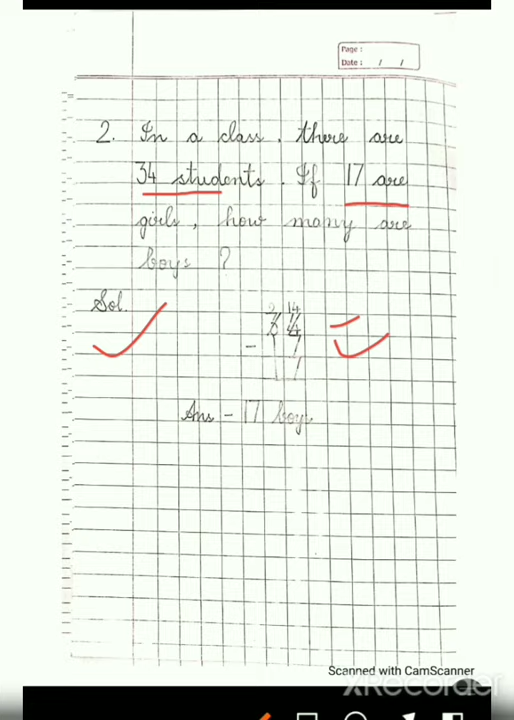 Page :
Date : / /
2. In a class, there are
34 students. If 17 are
girls, how many are
boys ?
Sol.
2 14
3 4
- 1 7
1 7
Ans - 17 boys
Scanned with CamScanner
XRecorder